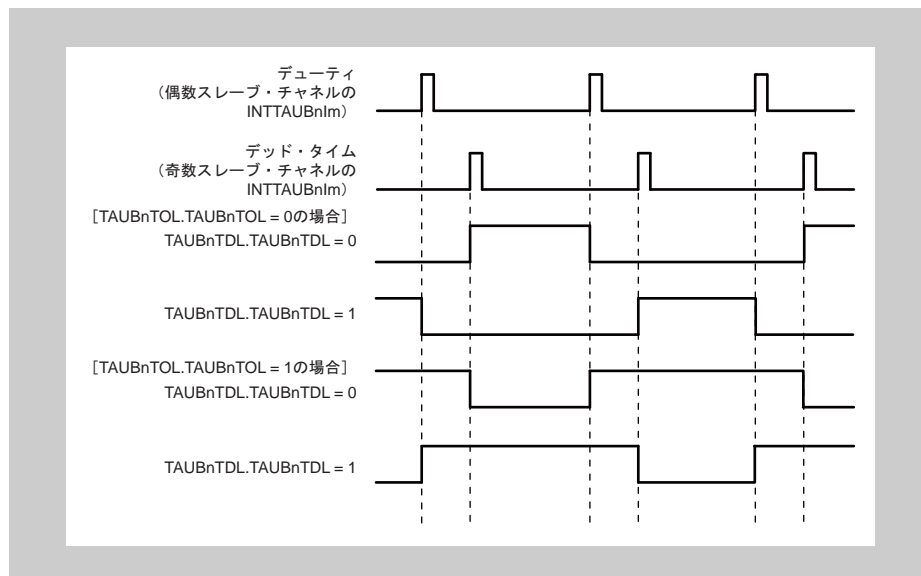 デューティ
（偶数スレーブ・チャネルの
INTTAUBnIm）
デッド・タイム
（奇数スレーブ・チャネルの
INTTAUBnIm）
［TAUBnTOL.TAUBnTOL = 0の場合］
TAUBnTDL.TAUBnTDL = 0
TAUBnTDL.TAUBnTDL = 1
［TAUBnTOL.TAUBnTOL = 1の場合］
TAUBnTDL.TAUBnTDL = 0
TAUBnTDL.TAUBnTDL = 1